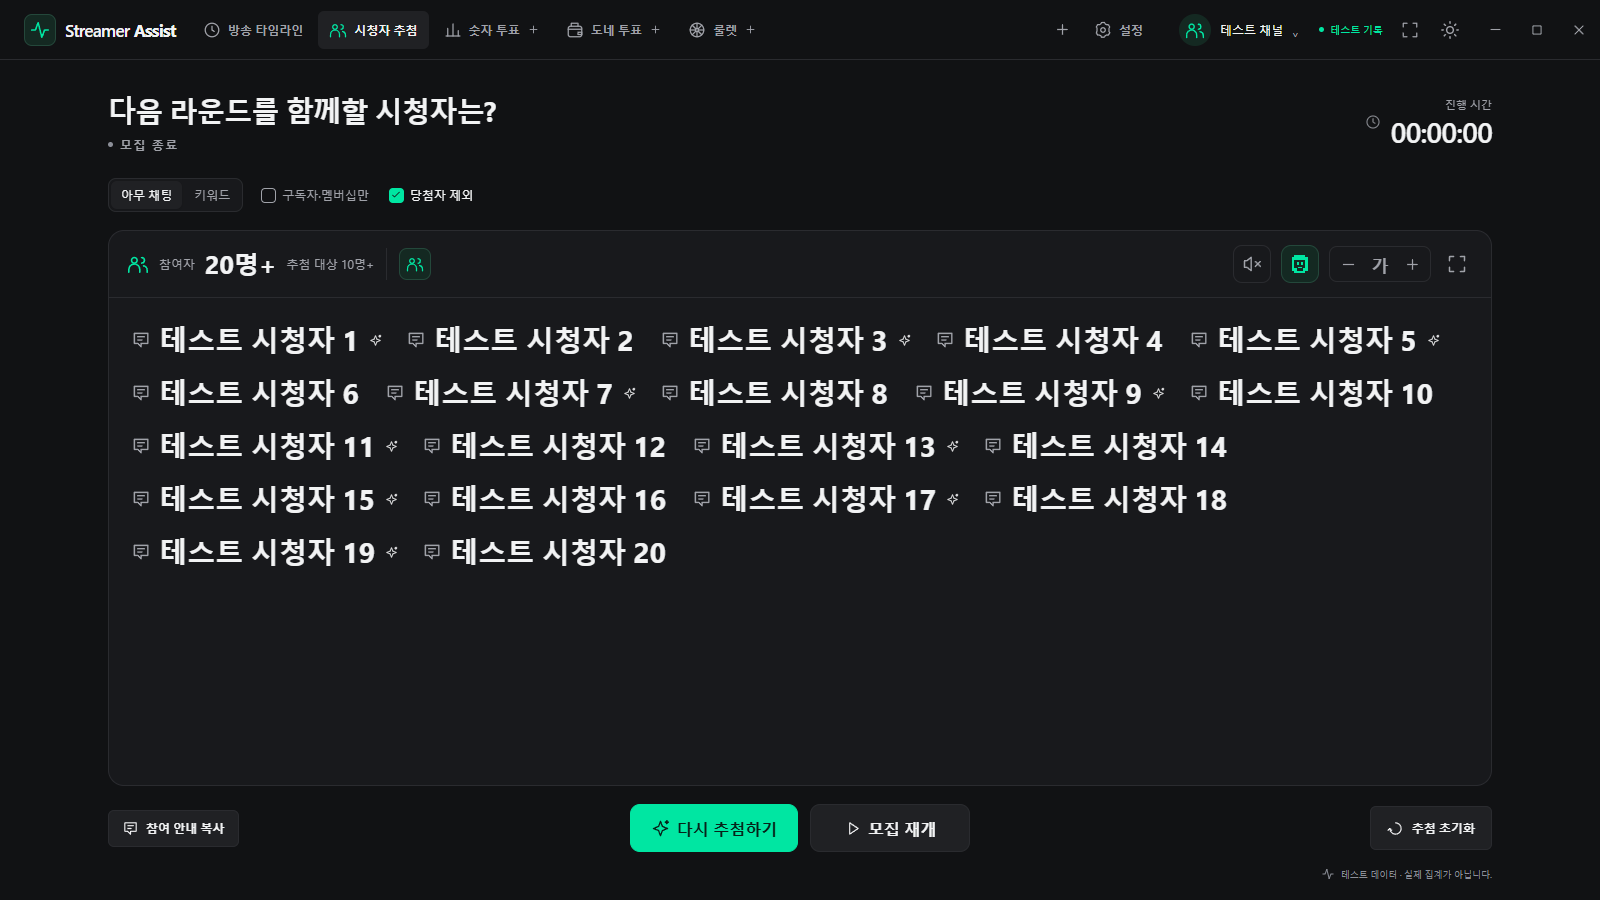 Streamer Assist 방송 타임라인 시청자 추첨 숫자 투표 + 도네 투표 + 룰렛 + + 설정 테스트 채널 테스트 기록
다음 라운드를 함께할 시청자는?
모집 종료
진행 시간
00:00:00
아무 채팅 키워드 구독자·멤버십만 당첨자 제외
참여자 20명+ 추첨 대상 10명+ − 가 +
테스트 시청자 1 테스트 시청자 2 테스트 시청자 3 테스트 시청자 4 테스트 시청자 5
테스트 시청자 6 테스트 시청자 7 테스트 시청자 8 테스트 시청자 9 테스트 시청자 10
테스트 시청자 11 테스트 시청자 12 테스트 시청자 13 테스트 시청자 14
테스트 시청자 15 테스트 시청자 16 테스트 시청자 17 테스트 시청자 18
테스트 시청자 19 테스트 시청자 20
참여 안내 복사 다시 추첨하기 모집 재개 추첨 초기화
테스트 데이터 · 실제 집계가 아닙니다.